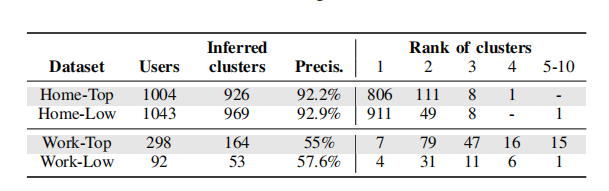 Inferred Rank of clusters
Dataset Users clusters Precis. 1 2 3 4 5-10
Home-Top 1004 926 92.2% 806 111 8 1 -
Home-Low 1043 969 92.9% 911 49 8 - 1
Work-Top 298 164 55% 7 79 47 16 15
Work-Low 92 53 57.6% 4 31 11 6 1